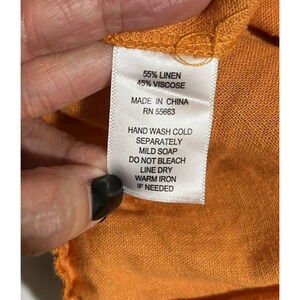 55% LINEN
45% VISCOSE
MADE IN CHINA
RN 55663
HAND WASH COLD
SEPARATELY
MILD SOAP
DO NOT BLEACH
LINE DRY
WARM IRON
IF NEEDED